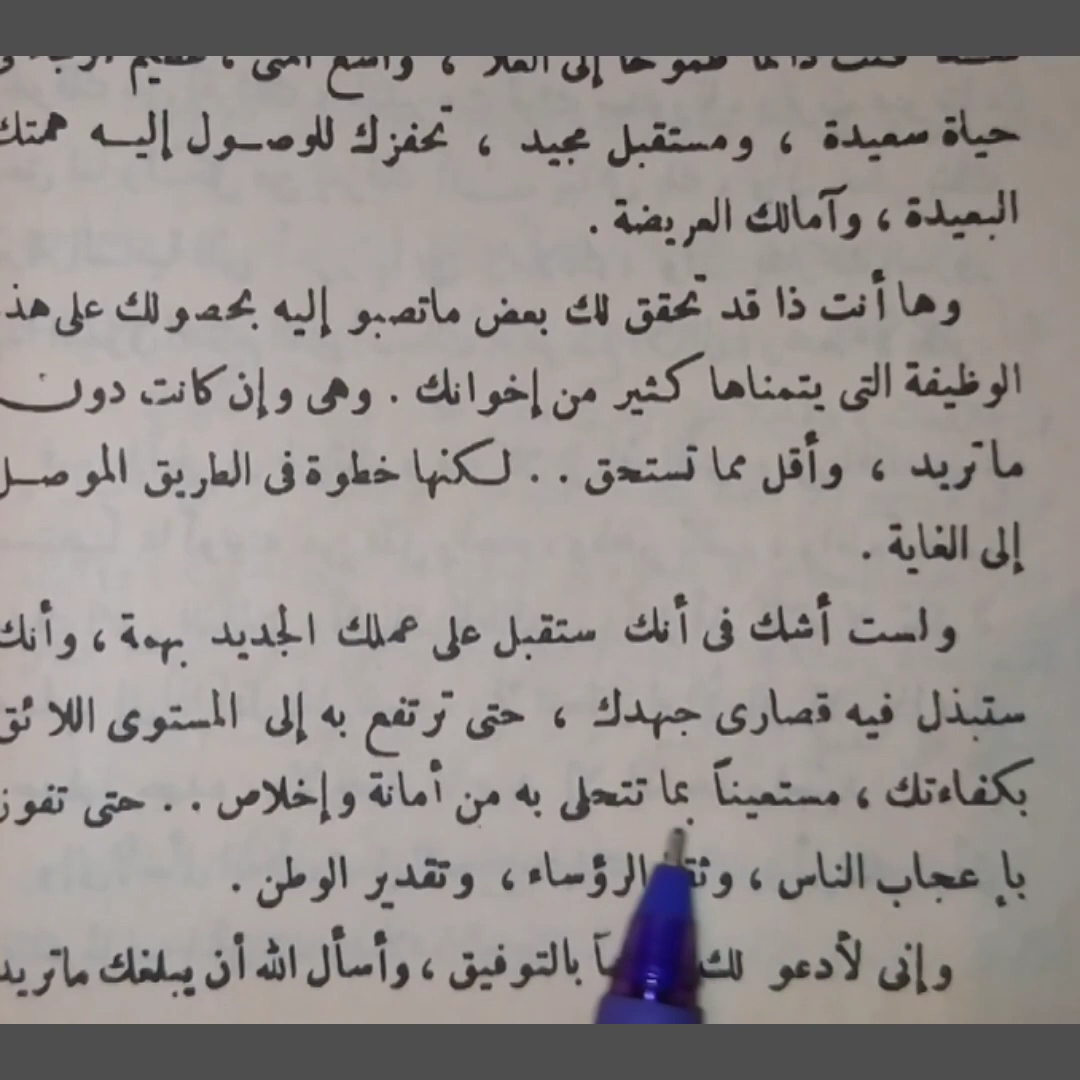 حياة سعيدة ، ومستقبل مجيد ، تحفزك للوصول إليه همتك
البعيدة ، وآمالك العريضة .
وها أنت ذا قد تحقق لك بعض ماتصبو إليه بحصولك على هذ
الوظيفة التى يتمناها كثير من إخوانك . وهى وإن كانت دون
ما تريد ، وأقل مما تستحق . . لكنها خطوة فى الطريق الموصل
إلى الغاية .
ولست أشك فى أنك ستقبل على عملك الجديد بهمة ، وأنك
ستبذل فيه قصارى جهدك ، حتى ترتفع به إلى المستوى اللائق
بكفاءتك ، مستعيناً بما تتحلى به من أمانة وإخلاص . . حتى تفوز
بإعجاب الناس ، الرؤساء ، وتقدير الوطن .
وإنى لأدعو لك بالتوفيق ، وأسأل الله أن يبلغك ماتريد